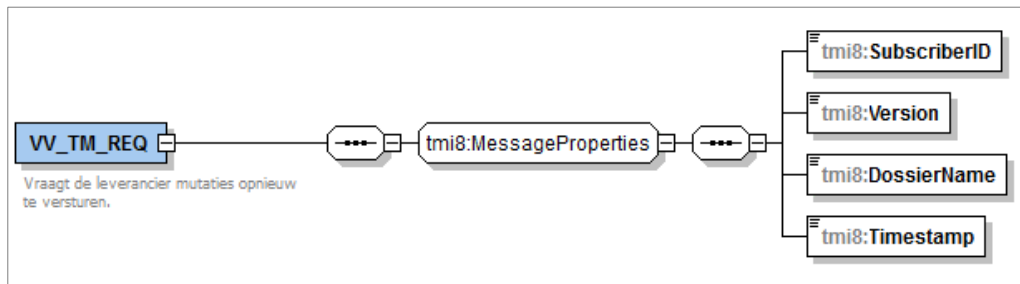 VV_TM_REQ
Vraagt de leverancier mutaties opnieuw
te versturen.
tmi8:MessageProperties
tmi8:SubscriberID
tmi8:Version
tmi8:DossierName
tmi8:Timestamp